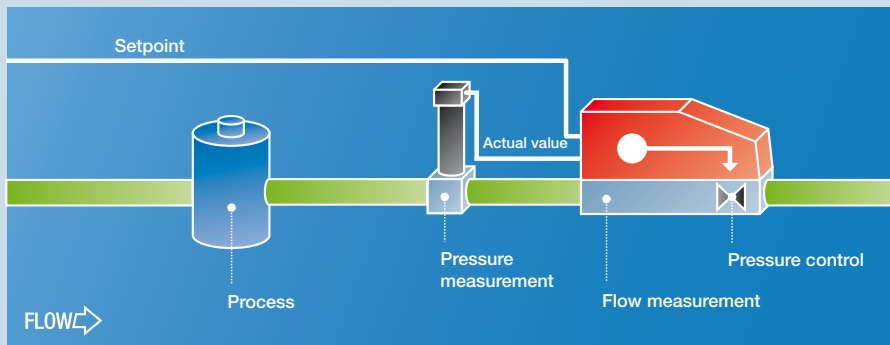 Setpoint
Actual value
Pressure
measurement
Pressure control
Process
Flow measurement
FLOW